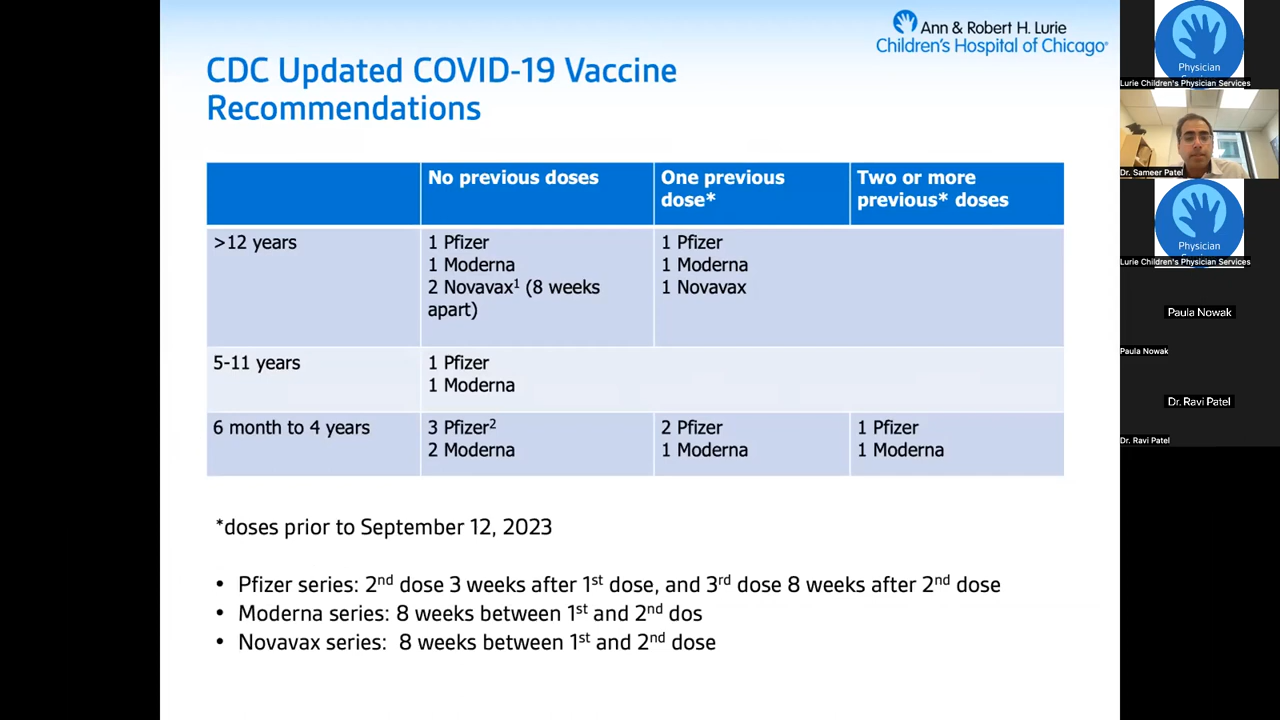 Ann & Robert H. Lurie
Children's Hospital of Chicago®
CDC Updated COVID-19 Vaccine
Recommendations
No previous doses
One previous
dose*
Two or more
previous* doses
>12 years
1 Pfizer
1 Moderna
2 Novavax¹ (8 weeks
apart)
1 Pfizer
1 Moderna
1 Novavax
5-11 years
1 Pfizer
1 Moderna
6 month to 4 years
3 Pfizer²
2 Moderna
2 Pfizer
1 Moderna
1 Pfizer
1 Moderna
*doses prior to September 12, 2023
• Pfizer series: 2nd dose 3 weeks after 1st dose, and 3rd dose 8 weeks after 2nd dose
• Moderna series: 8 weeks between 1st and 2nd dos
• Novavax series: 8 weeks between 1st and 2nd dose
Physician
Lurie Children's Physician Services
Dr. Sameer Patel
Physician
Lurie Children's Physician Services
Paula Nowak
Paula Nowak
Dr. Ravi Patel
Dr. Ravi Patel